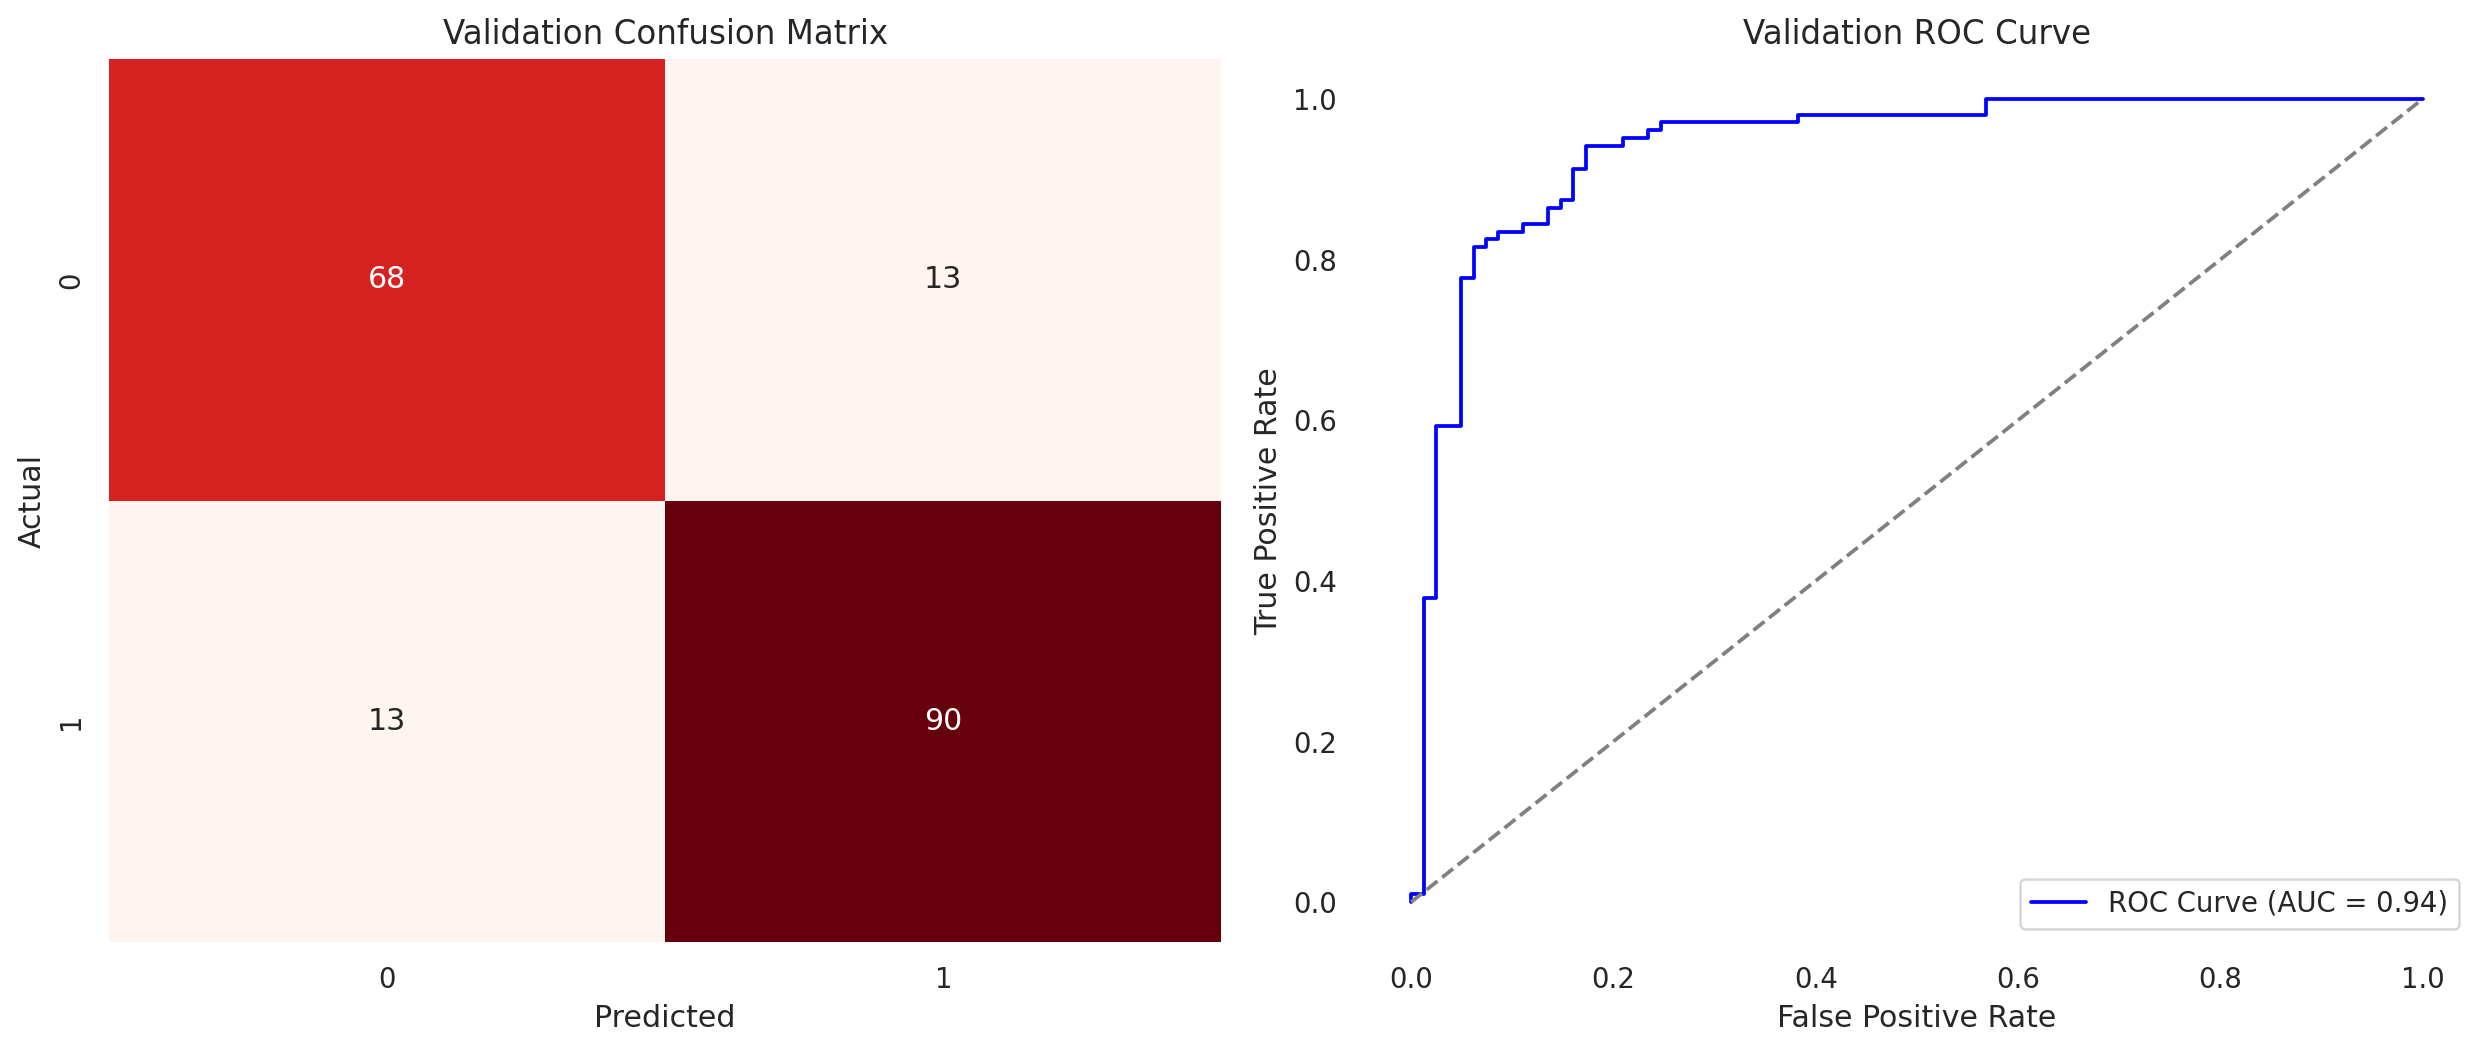 Validation Confusion Matrix
68
13
13
90
0
1
Actual
0
1
Predicted
Validation ROC Curve
1.0
0.8
0.6
0.4
0.2
0.0
True Positive Rate
ROC Curve (AUC = 0.94)
0.0
0.2
0.4
0.6
0.8
1.0
False Positive Rate